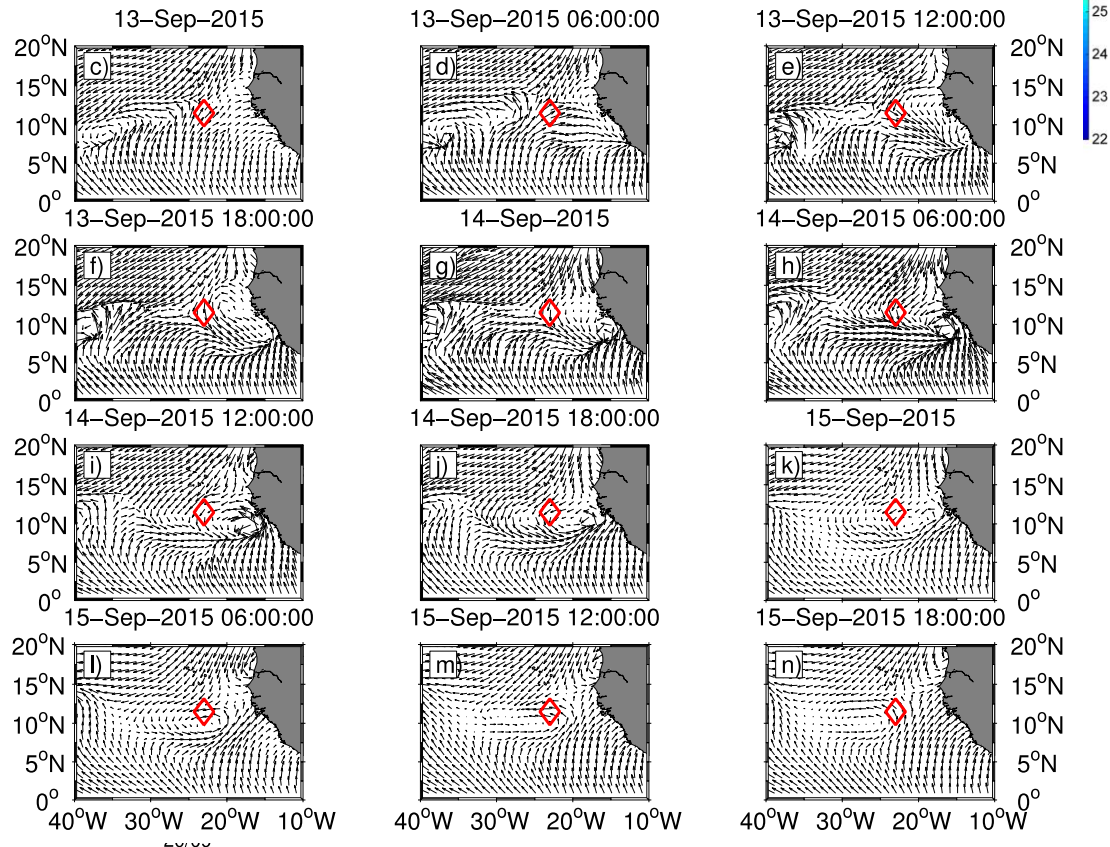 13–Sep–2015 13–Sep–2015 06:00:00 13–Sep–2015 12:00:00
25
24
23
22
c) d) e)
20°N 20°N
15°N 15°N
10°N 10°N
5°N 5°N
0° 0°
13–Sep–2015 18:00:00 14–Sep–2015 14–Sep–2015 06:00:00
f) g) h)
20°N 20°N
15°N 15°N
10°N 10°N
5°N 5°N
0° 0°
14–Sep–2015 12:00:00 14–Sep–2015 18:00:00 15–Sep–2015
i) j) k)
20°N 20°N
15°N 15°N
10°N 10°N
5°N 5°N
0° 0°
15–Sep–2015 06:00:00 15–Sep–2015 12:00:00 15–Sep–2015 18:00:00
l) m) n)
20°N 20°N
15°N 15°N
10°N 10°N
5°N 5°N
0° 0°
40°W 30°W 20°W 10°W 40°W 30°W 20°W 10°W 40°W 30°W 20°W 10°W